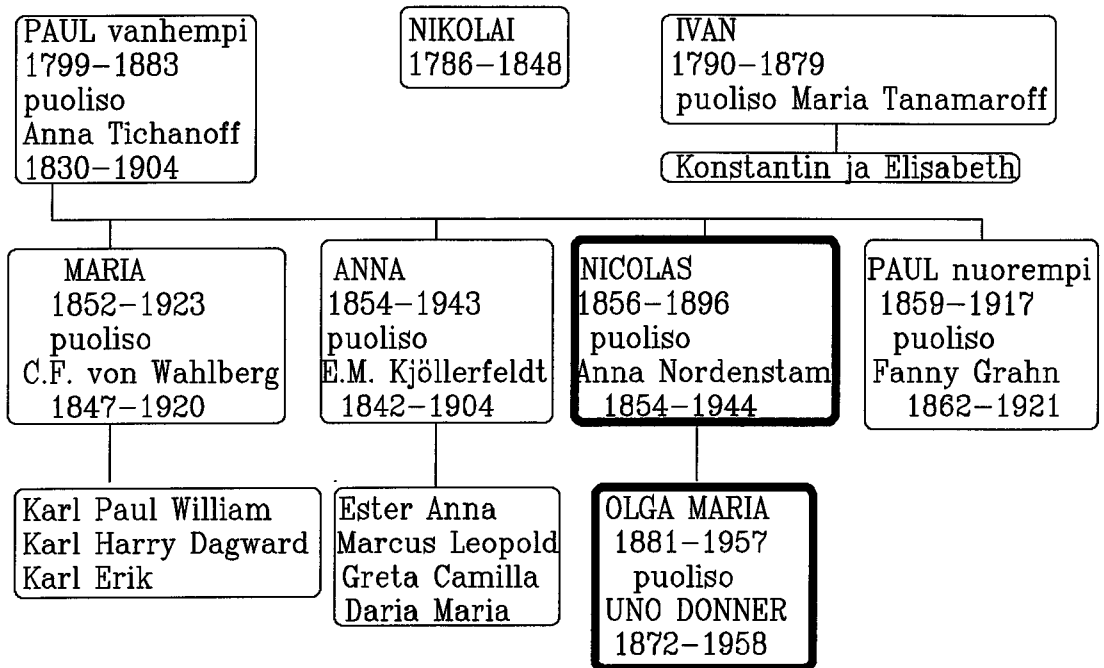 PAUL vanhempi
1799-1883
puoliso
Anna Tichanoff
1830-1904
NIKOLAI
1786-1848
IVAN
1790-1879
puoliso Maria Tanamaroff
Konstantin ja Elisabeth
MARIA
1852-1923
puoliso
C.F. von Wahlberg
1847-1920
ANNA
1854-1943
puoliso
E.M. Kjöllerfeldt
1842-1904
NICOLAS
1856-1896
puoliso
Anna Nordenstam
1854-1944
PAUL nuorempi
1859-1917
puoliso
Fanny Grahn
1862-1921
Karl Paul William
Karl Harry Dagward
Karl Erik
Ester Anna
Marcus Leopold
Greta Camilla
Daria Maria
OLGA MARIA
1881-1957
puoliso
UNO DONNER
1872-1958